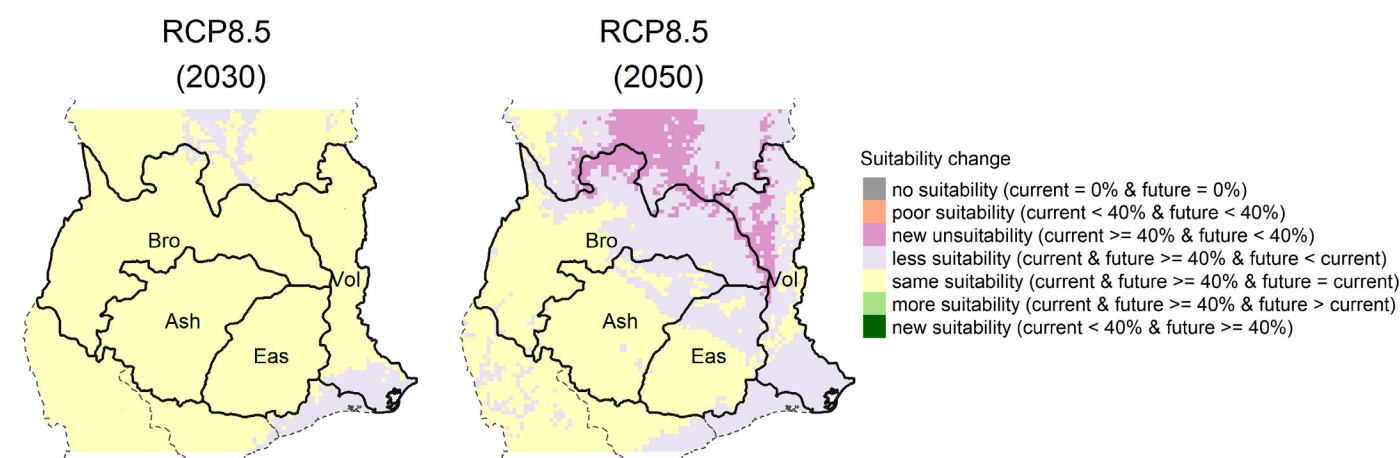 RCP8.5
(2030)
RCP8.5
(2050)
Bro
Vol
Ash
Eas
Bro
Vol
Ash
Eas
Suitability change
no suitability (current = 0% & future = 0%)
poor suitability (current < 40% & future < 40%)
new unsuitability (current >= 40% & future < 40%)
less suitability (current & future >= 40% & future < current)
same suitability (current & future >= 40% & future = current)
more suitability (current & future >= 40% & future > current)
new suitability (current < 40% & future >= 40%)